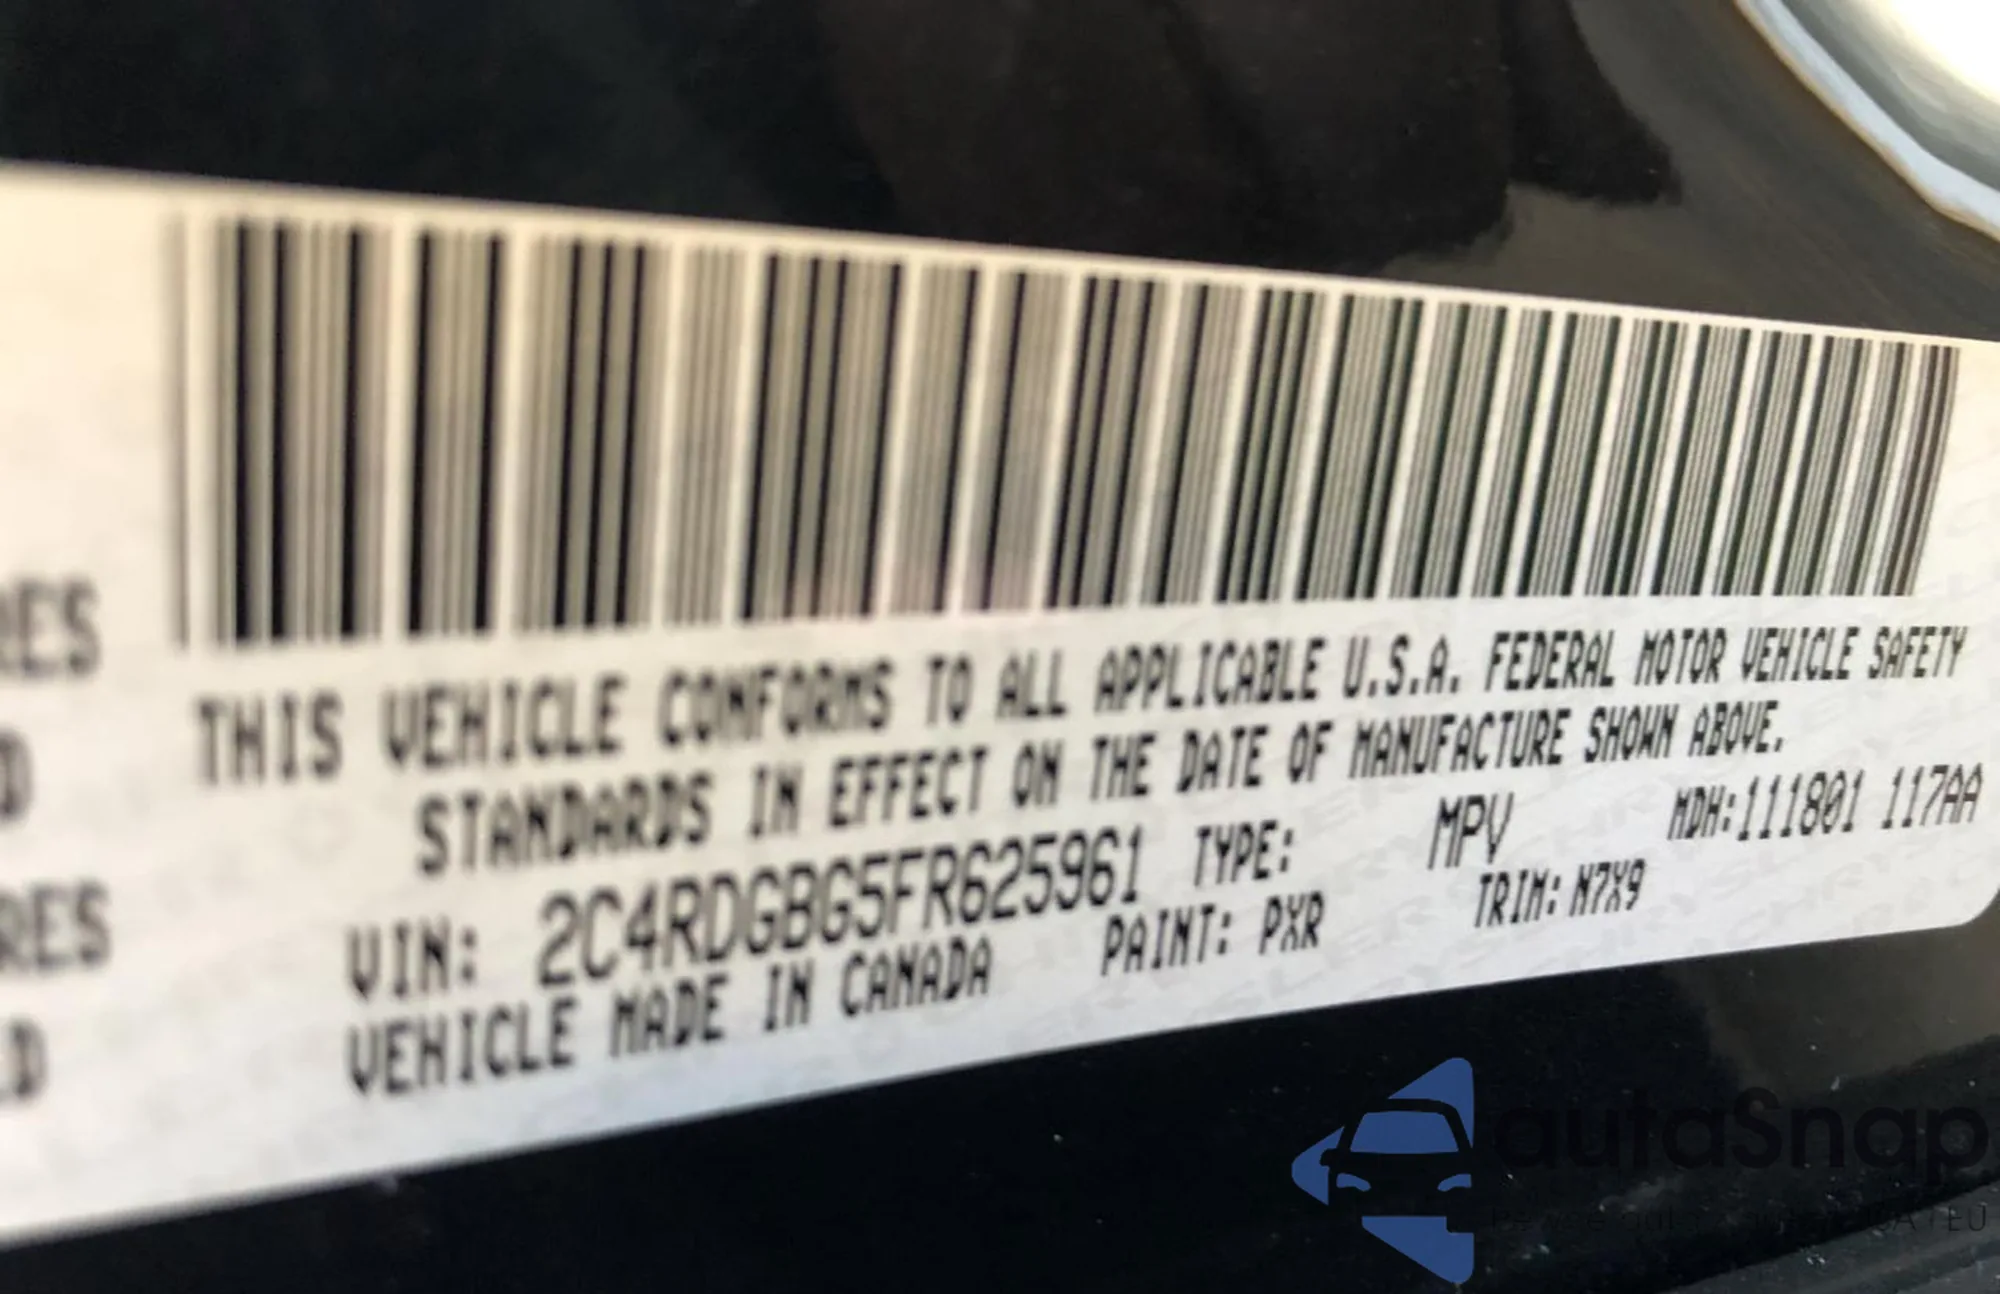 THIS VEHICLE CONFORMS TO ALL APPLICABLE U.S.A. FEDERAL MOTOR VEHICLE SAFETY
STANDARDS IN EFFECT ON THE DATE OF MANUFACTURE SHOWN ABOVE.
VIN: 2C4RDGBG5FR625961 TYPE: MPV MDH:111801 117AA
VEHICLE MADE IN CANADA PAINT: PXR TRIM: N7X9
autaSnap